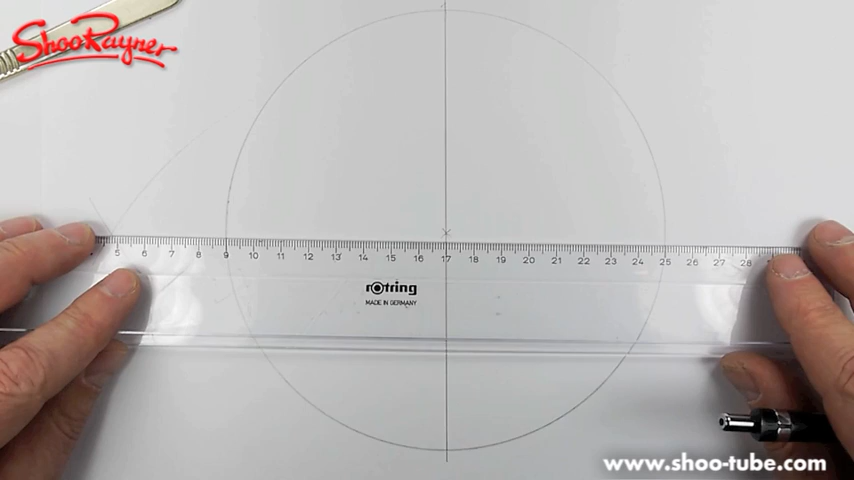 ShooRayner
5 6 7 8 9 10 11 12 13 14 15 16 17 18 19 20 21 22 23 24 25 26 27 28
rotring
MADE IN GERMANY
www.shoo-tube.com